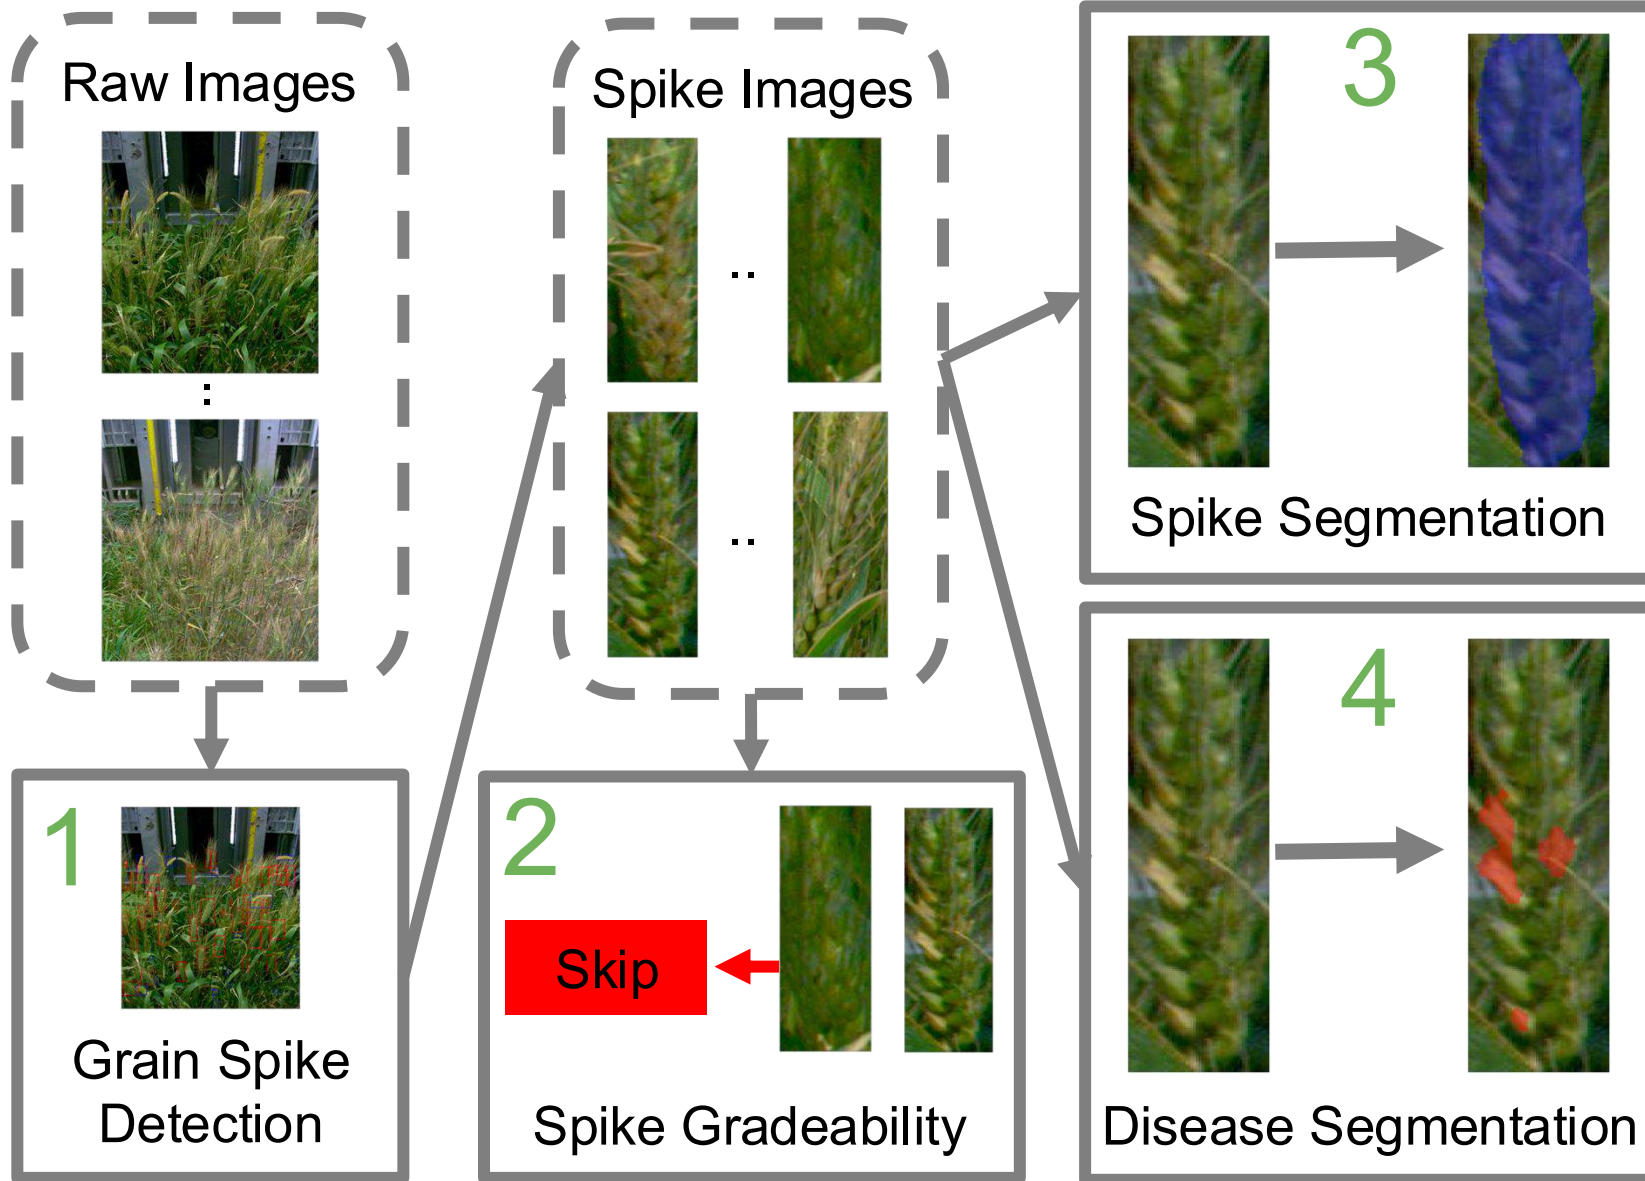 Raw Images
:
1
Grain Spike
Detection
Spike Images
..
..
2
Skip
Spike Gradeability
3
Spike Segmentation
4
Disease Segmentation